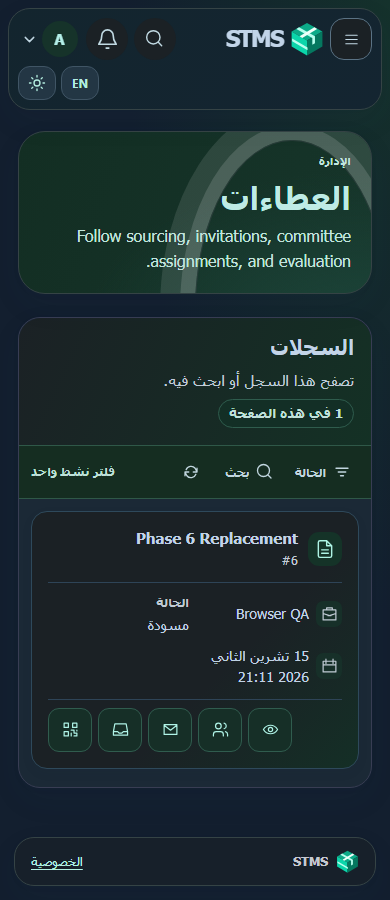 STMS
A
EN
الإدارة
العطاءات
Follow sourcing, invitations, committee
assignments, and evaluation.
السجلات
تصفح هذا السجل أو ابحث فيه.
1 في هذه الصفحة
الحالة
بحث
فلتر نشط واحد
Phase 6 Replacement
#6
Browser QA
الحالة
مسودة
15 تشرين الثاني
2026 21:11
STMS
الخصوصية